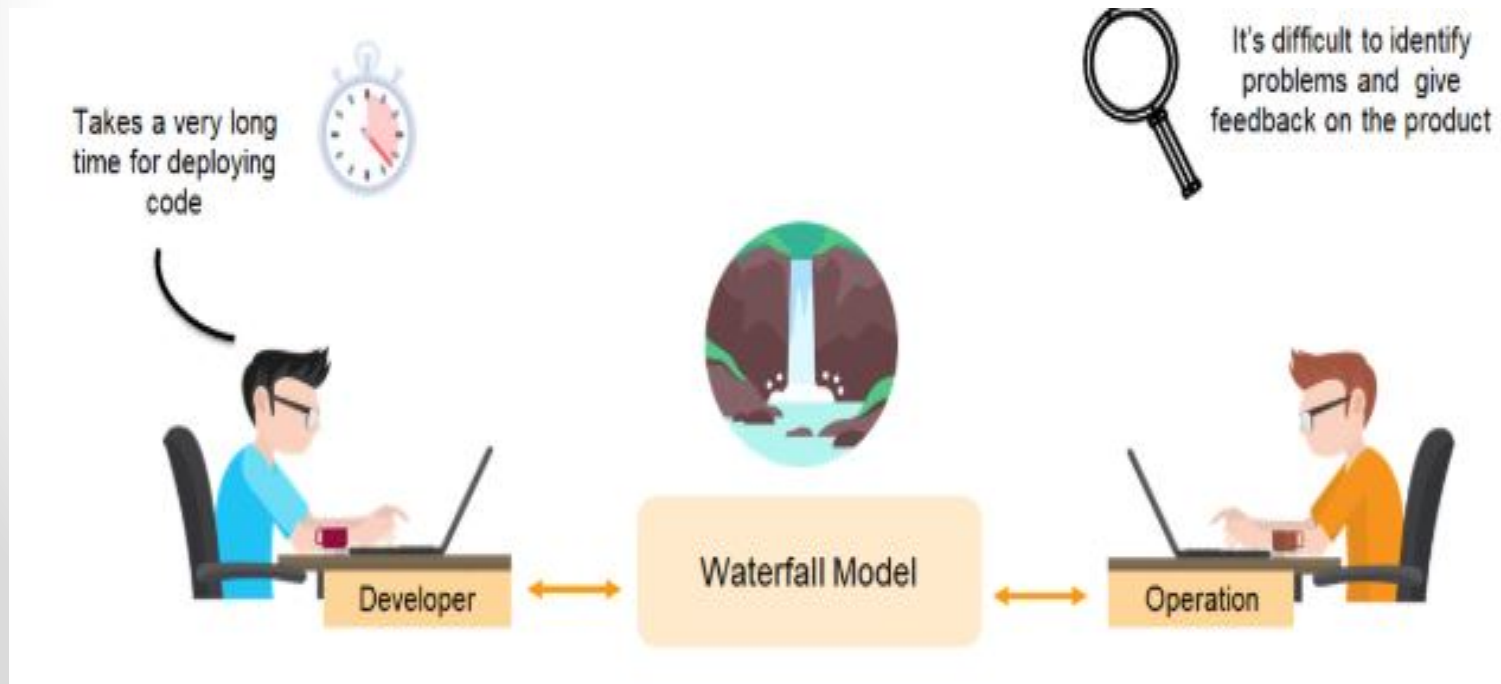 Takes a very long
time for deploying
code
It's difficult to identify
problems and give
feedback on the product
Waterfall Model
Developer
Operation